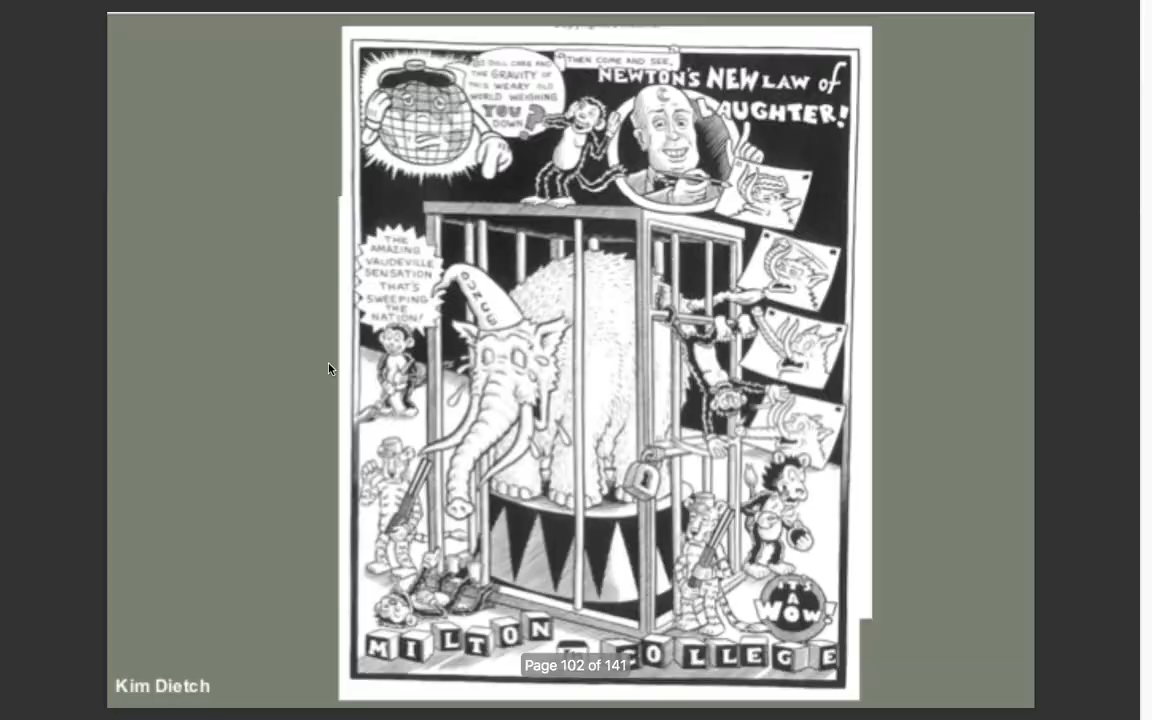 IS DULL CARE AND
THE GRAVITY OF
THIS WEARY OLD
WORLD WEIGHING
YOU
DOWN?
THEN COME AND SEE,
NEWTON'S NEW LAW of
LAUGHTER!
THE
AMAZING
VAUDEVILLE
SENSATION
THAT'S
SWEEPING
THE
NATION!
DUNCE
IT'S
A
WOW!
MILTON
COLLEGE
Page 102 of 141
Kim Dietch